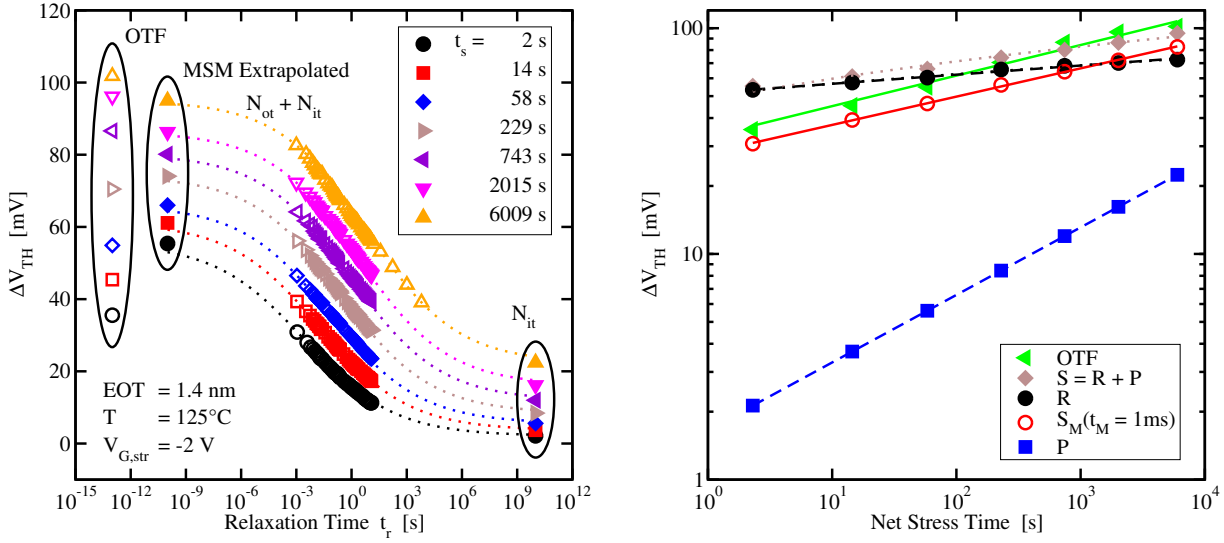 OTF
MSM Extrapolated
N_ot + N_it
t_s = 2 s
14 s
58 s
229 s
743 s
2015 s
6009 s
N_it
EOT = 1.4 nm
T = 125°C
V_G,str = -2 V
120
100
80
60
40
20
0
ΔV_TH [mV]
10^-15 10^-12 10^-9 10^-6 10^-3 10^0 10^3 10^6 10^9 10^12
Relaxation Time t_r [s]
100
10
1
ΔV_TH [mV]
OTF
S = R + P
R
S_M(t_M = 1ms)
P
10^0 10^1 10^2 10^3 10^4
Net Stress Time [s]